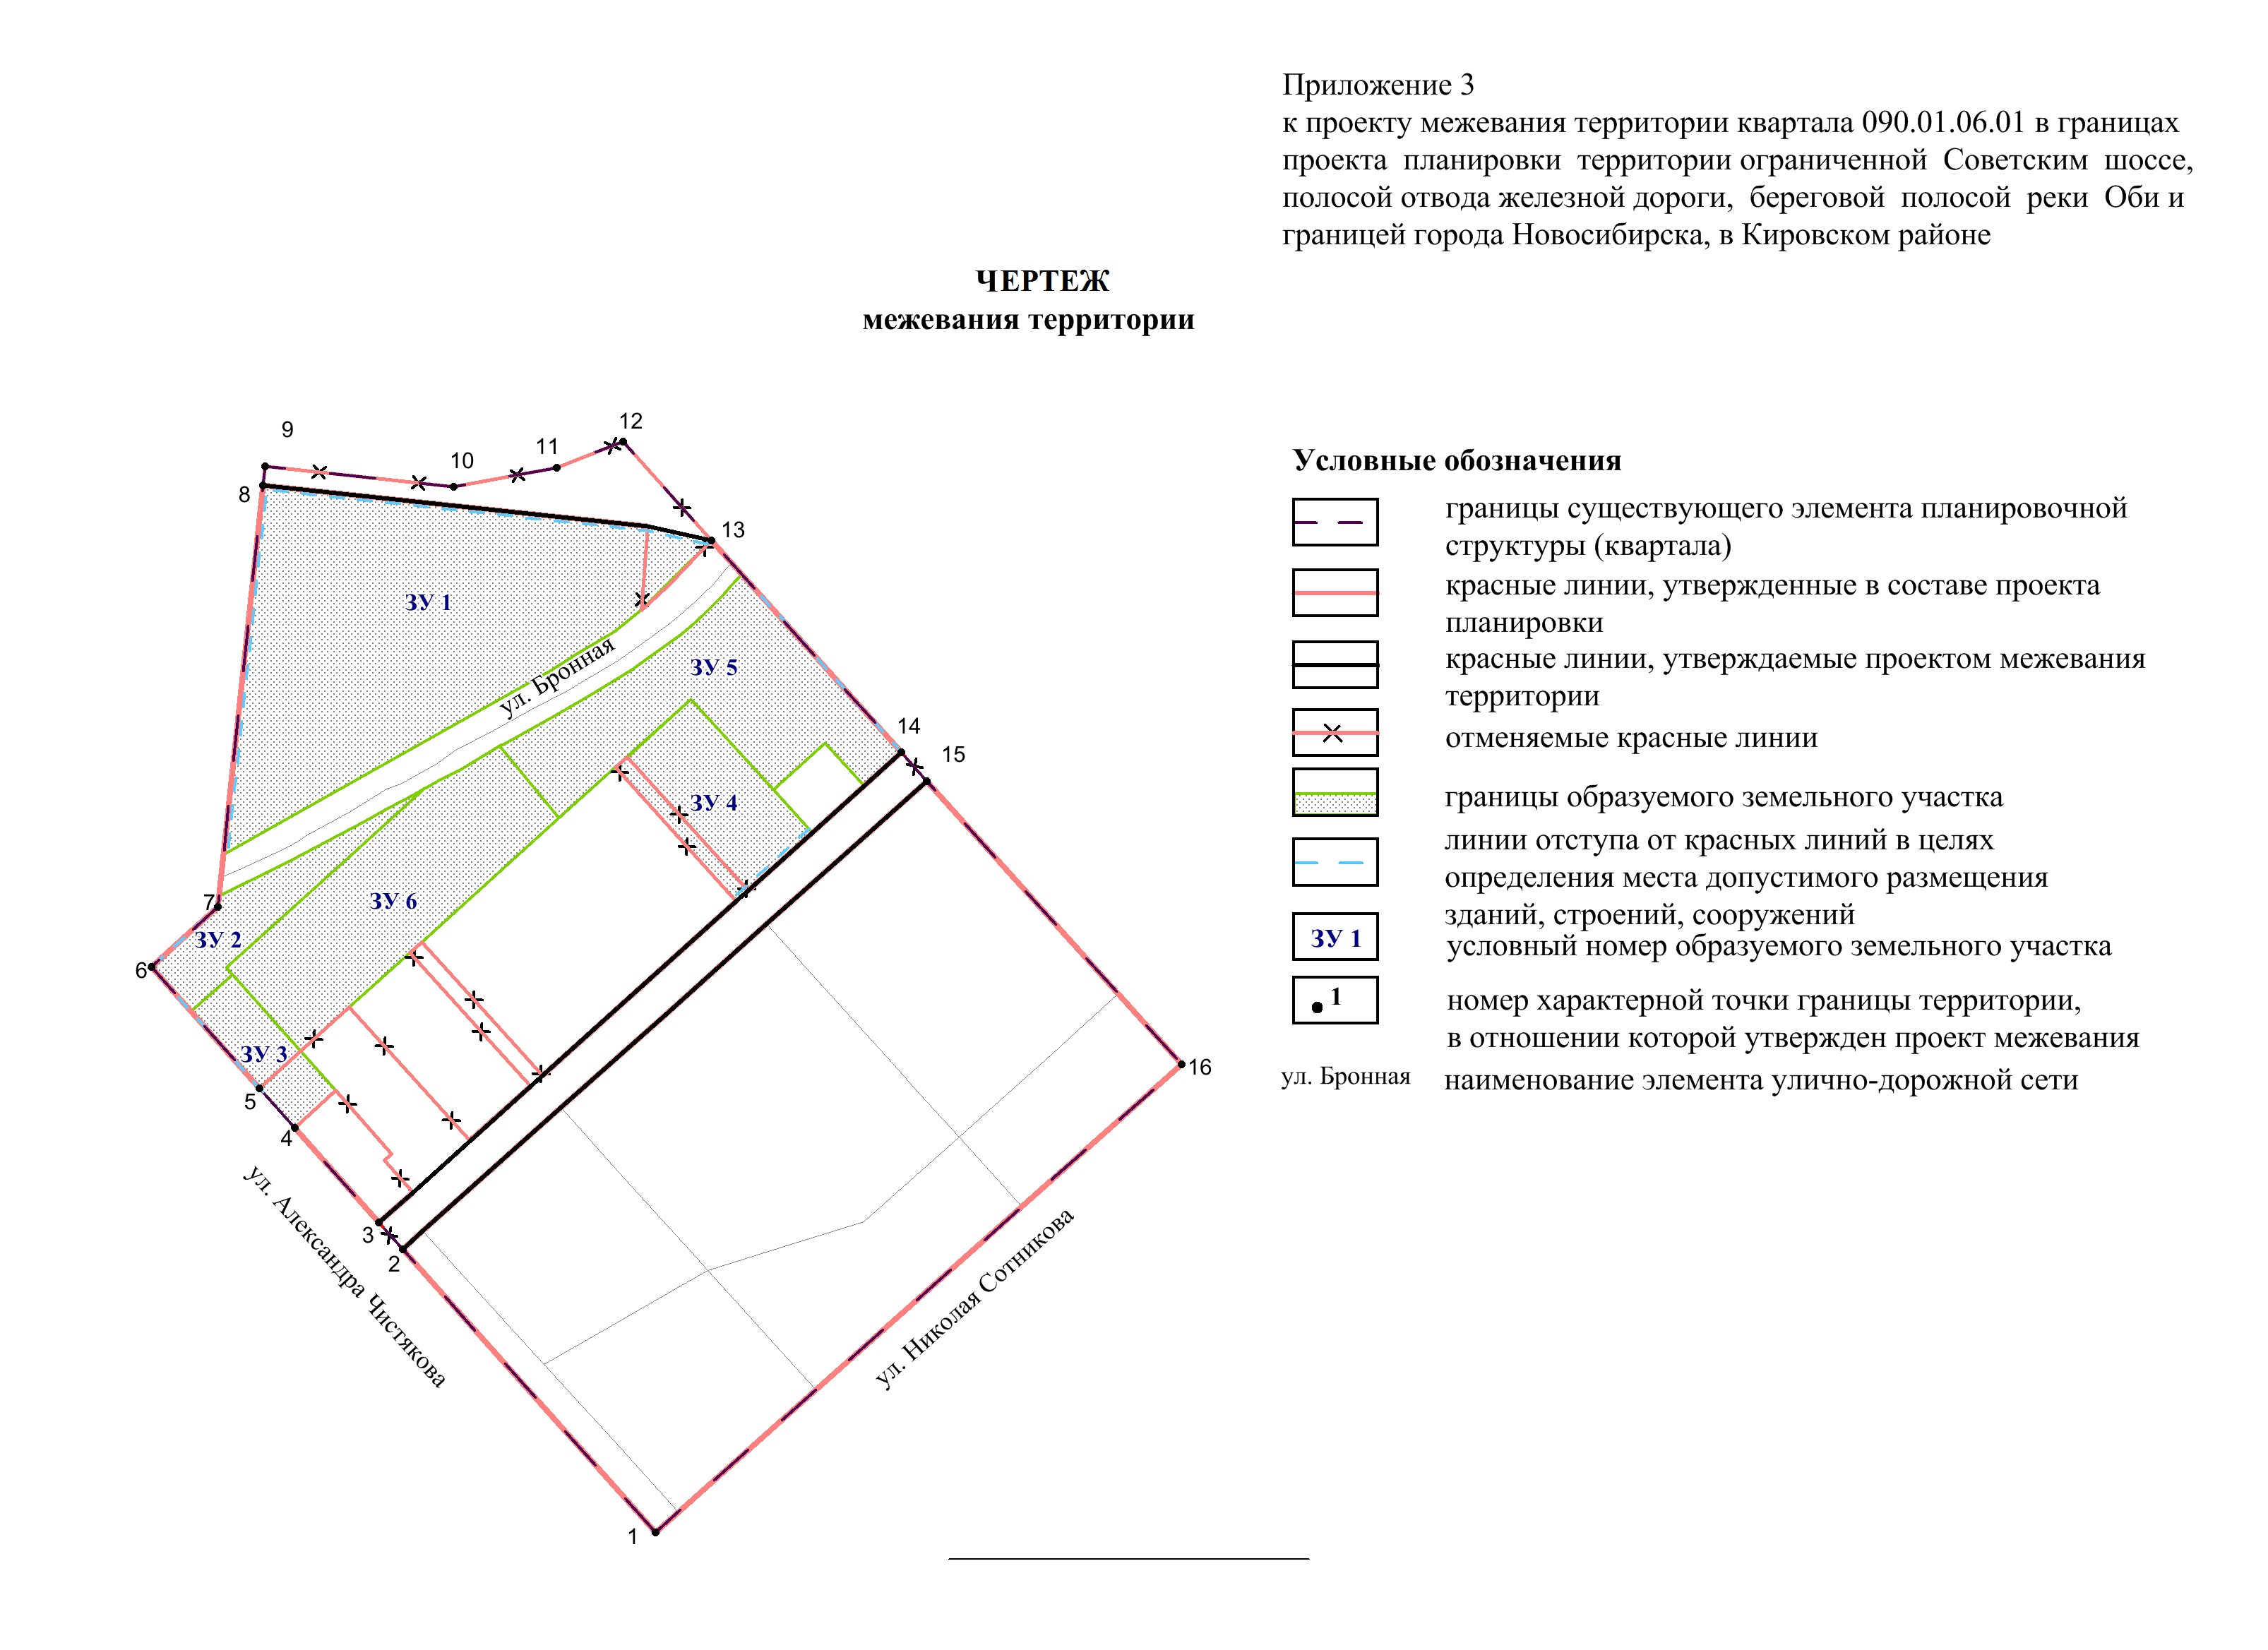 Приложение 3
к проекту межевания территории квартала 090.01.06.01 в границах
проекта планировки территории ограниченной Советским шоссе,
полосой отвода железной дороги, береговой полосой реки Оби и
границей города Новосибирска, в Кировском районе
ЧЕРТЕЖ
межевания территории
12
9
11
10
8
13
ЗУ 1
ул. Бронная
ЗУ 5
14
15
ЗУ 4
7
ЗУ 6
ЗУ 2
6
ЗУ 3
16
5
4
3
2
ул. Александра Чистякова
ул. Николая Сотникова
1
Условные обозначения
границы существующего элемента планировочной
структуры (квартала)
красные линии, утвержденные в составе проекта
планировки
красные линии, утверждаемые проектом межевания
территории
отменяемые красные линии
границы образуемого земельного участка
линии отступа от красных линий в целях
определения места допустимого размещения
зданий, строений, сооружений
ЗУ 1 условный номер образуемого земельного участка
1 номер характерной точки границы территории,
в отношении которой утвержден проект межевания
ул. Бронная наименование элемента улично-дорожной сети